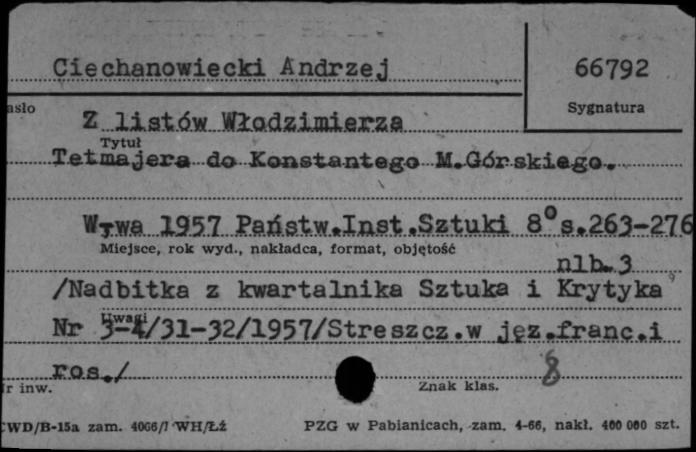 Ciechanowiecki Andrzej
66792
asło
Sygnatura
Z listów Włodzimierza
Tytuł
Tetmajera do Konstantego M.Górskiego.
W-wa 1957 Państw.Inst.Sztuki 8° s.263-276
Miejsce, rok wyd., nakładca, format, objętość
nlb.3
/Nadbitka z kwartalnika Sztuka i Krytyka
Uwagi
Nr 3-4/31-32/1957/Streszcz.w jęz.franc.i
ros./
r inw.
Znak klas.
8
CWD/B-15a zam. 4066/7 WH/Łź
PZG w Pabianicach, zam. 4-66, nakł. 400 000 szt.